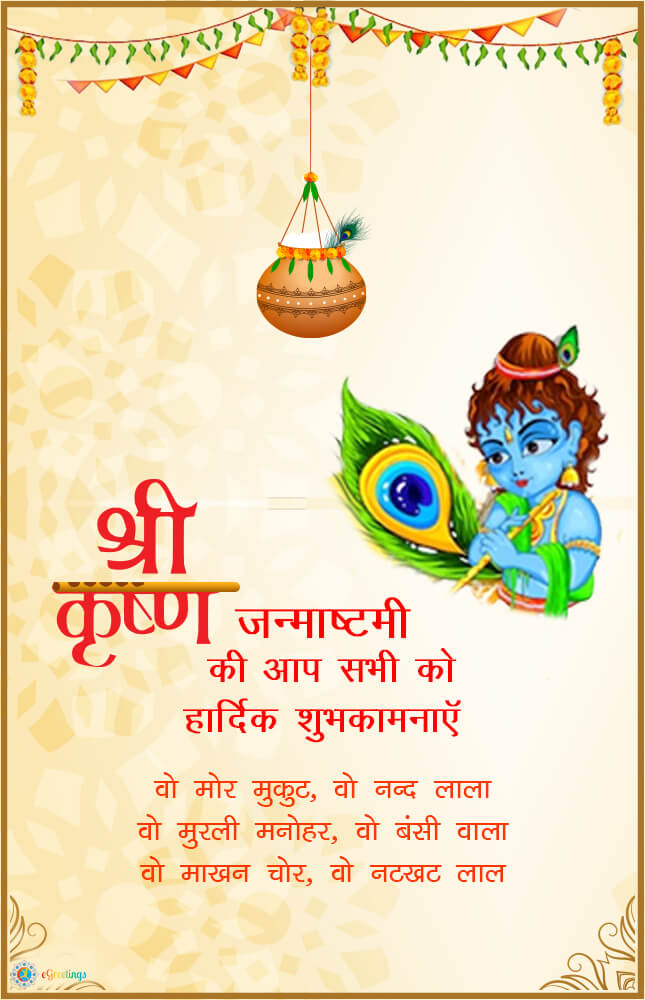 श्री
कृष्ण जन्माष्टमी
की आप सभी को
हार्दिक शुभकामनाएॅ
वो मोर मुकुट, वो नन्द लाला
वो मुरली मनोहर, वो बंसी वाला
वो माखन चोर, वो नटखट लाल
eGreetings